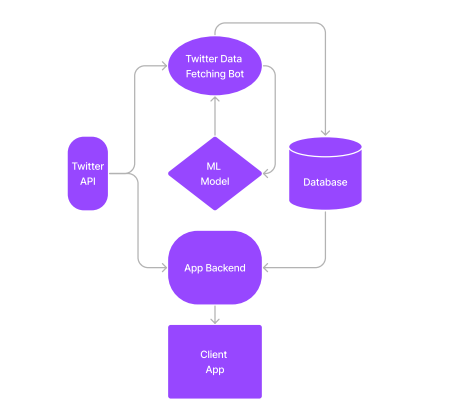 Twitter Data
Fetching Bot
Twitter
API
ML
Model
Database
App Backend
Client
App